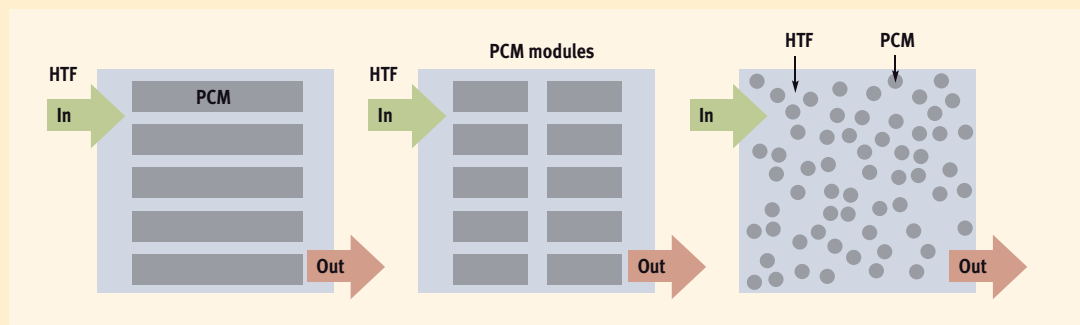 HTF
In
PCM
Out
PCM modules
HTF
In
Out
HTF
PCM
In
Out